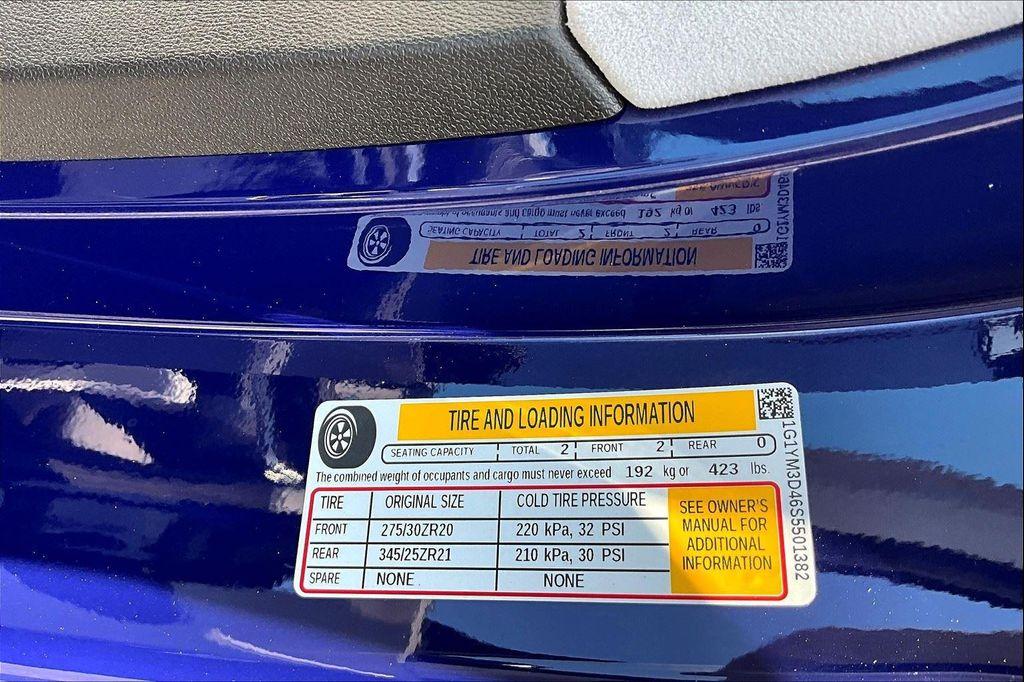 TIRE AND LOADING INFORMATION
SEATING CAPACITY TOTAL 2 FRONT 2 REAR 0
The combined weight of occupants and cargo must never exceed 192 kg or 423 lbs.
TIRE ORIGINAL SIZE COLD TIRE PRESSURE
FRONT 275/30ZR20 220 kPa, 32 PSI
REAR 345/25ZR21 210 kPa, 30 PSI
SPARE NONE NONE
SEE OWNER'S
MANUAL FOR
ADDITIONAL
INFORMATION
1G1YM3D46S5501382